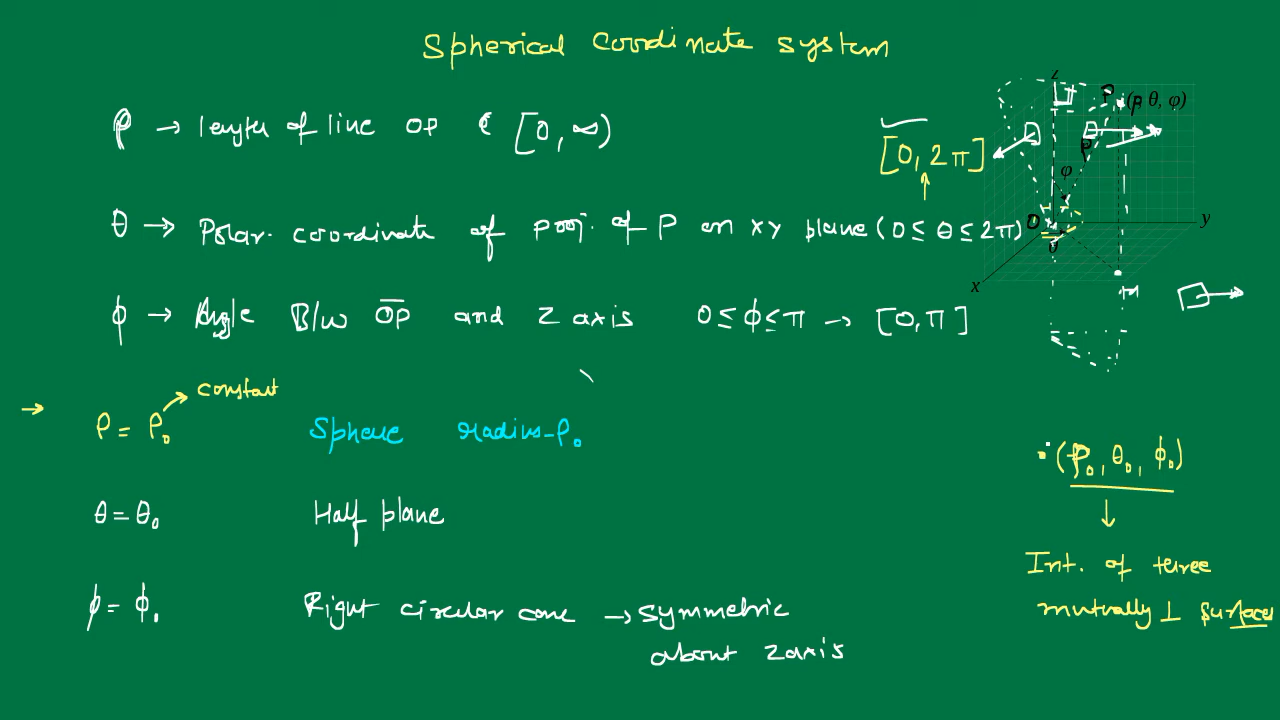 Spherical Coordinate system
ρ → length of line OP ∈ [0, ∞)
[0, 2π]
θ → Polar coordinate of proj. of P on xy plane (0 ≤ θ ≤ 2π)
ϕ → Angle B/w OP and Z axis 0 ≤ ϕ ≤ π → [0, π]
z
P
(ρ, θ, φ)
ρ
φ
O
y
θ
x
M
→ constant
ρ = ρ₀ Sphere radius - ρ₀
(ρ₀, θ₀, ϕ₀)
θ = θ₀ Half plane
↓
Int. of three
mutually ⊥ surfaces
ϕ = ϕ₀ Right circular cone → symmetric
about z axis